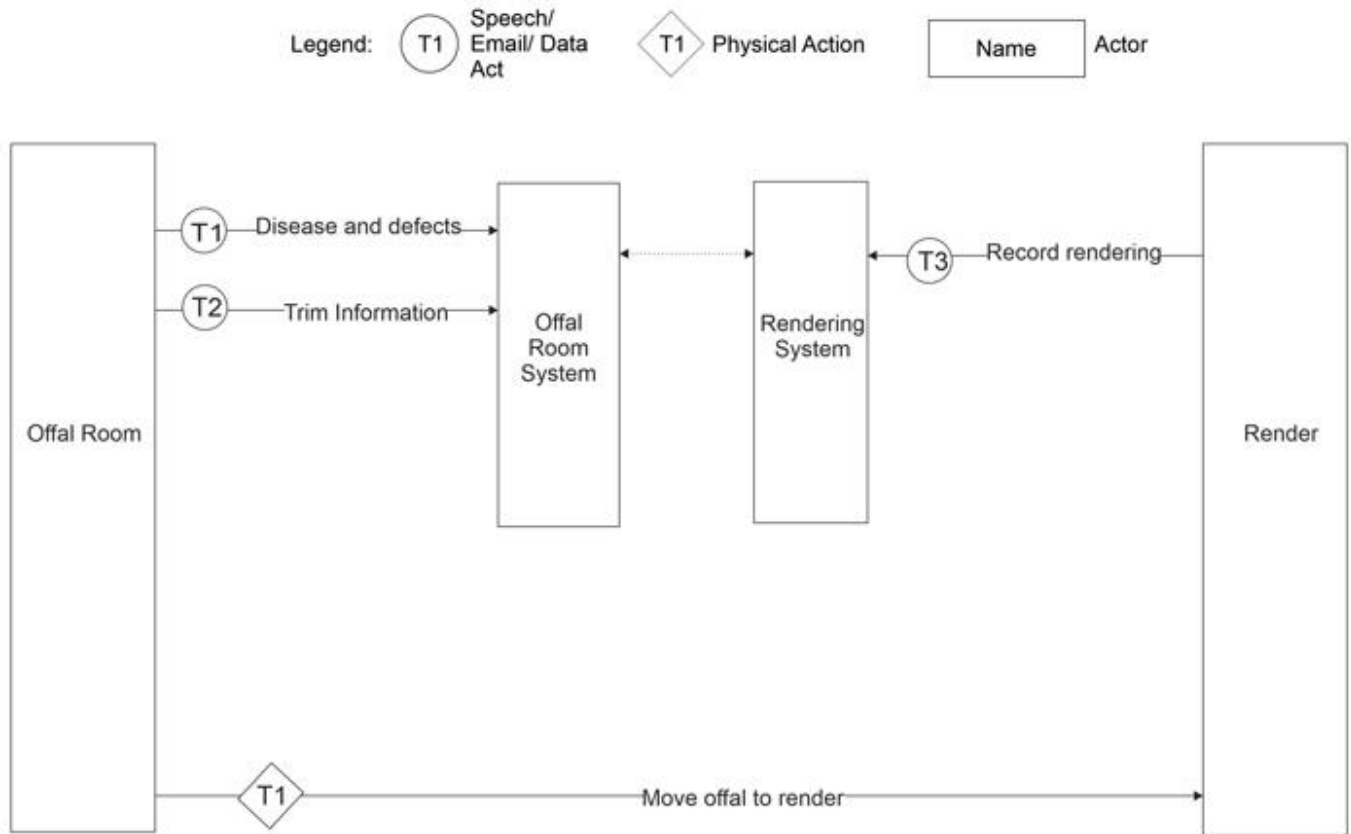 Legend:
T1
Speech/
Email/ Data
Act
T1
Physical Action
Name
Actor
T1
Disease and defects
T2
Trim Information
T3
Record rendering
Offal
Room
System
Rendering
System
Offal Room
Render
T1
Move offal to render